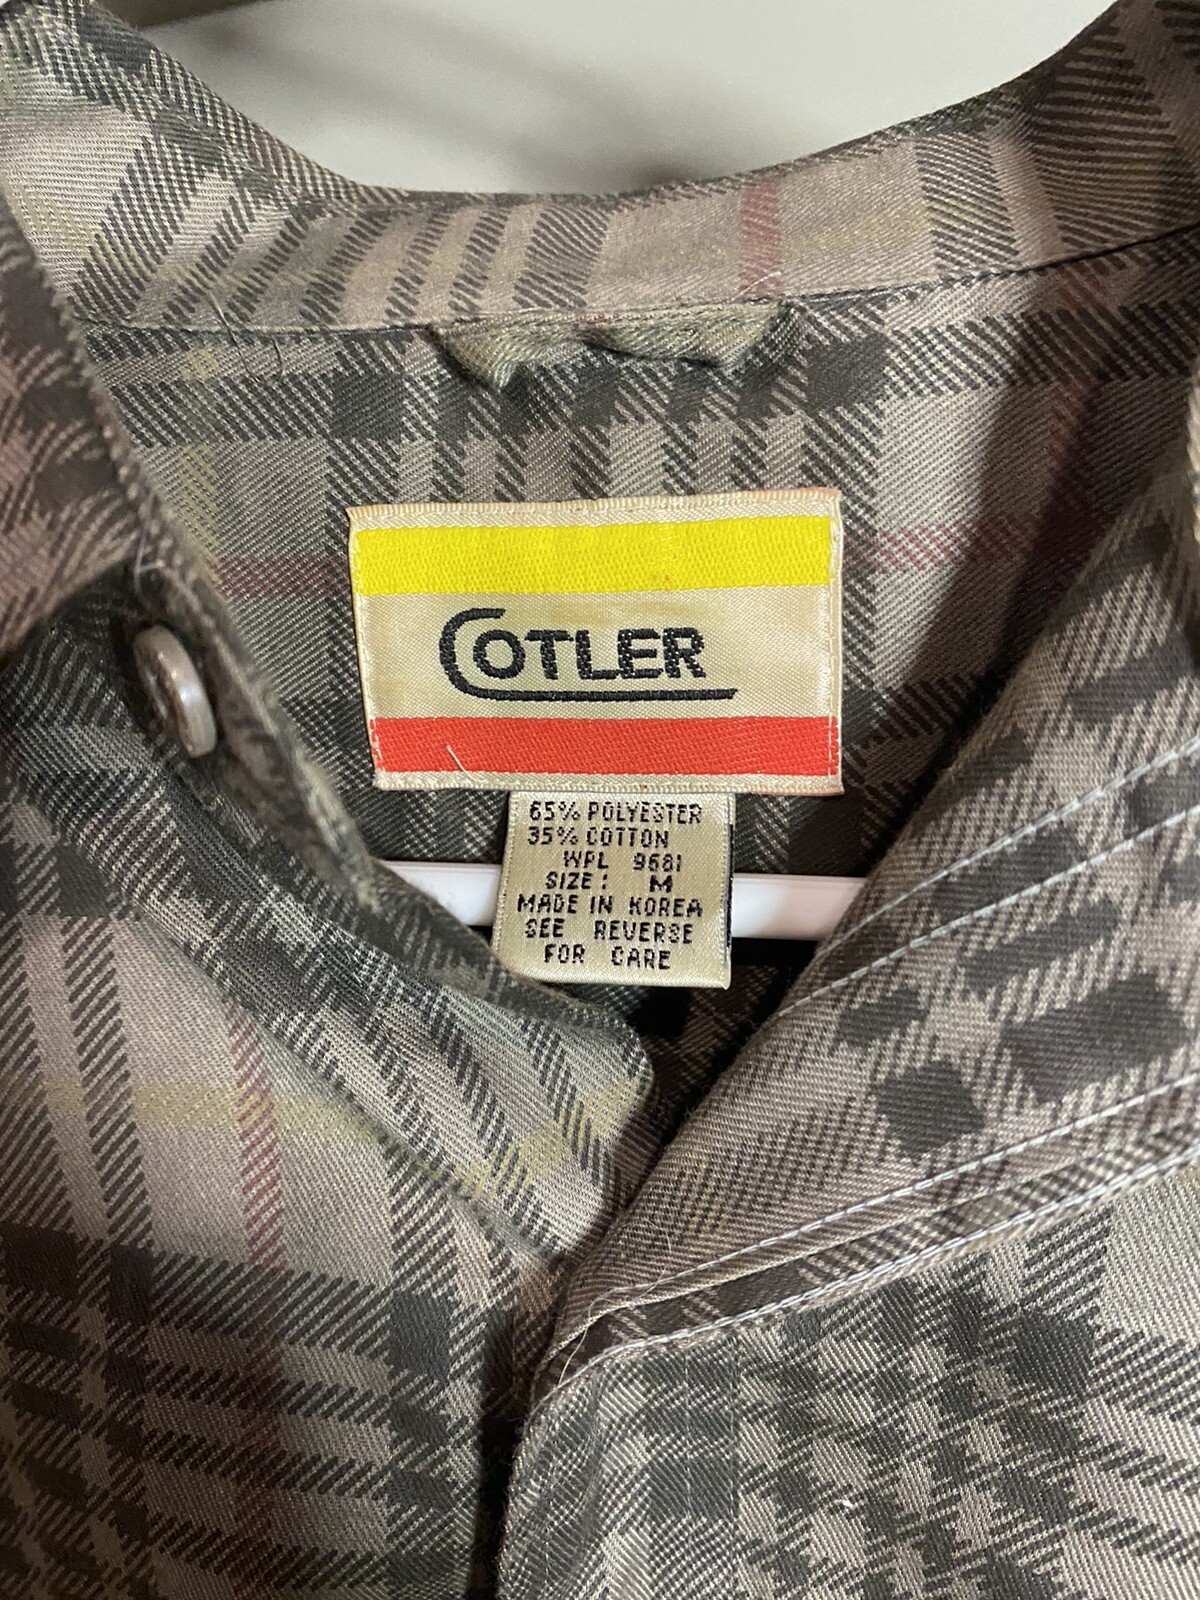 COTLER
65% POLYESTER
35% COTTON
WPL 9681
SIZE: M
MADE IN KOREA
SEE REVERSE
FOR CARE